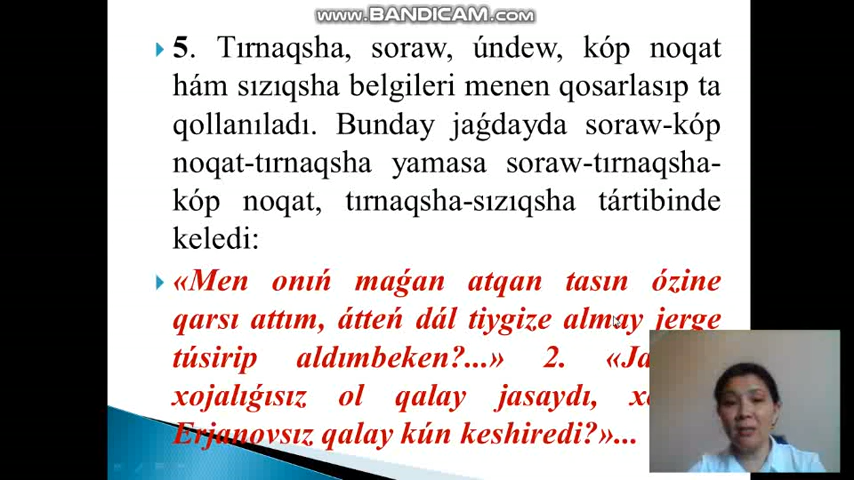 www.BANDICAM.com
5. Tırnaqsha, soraw, úndew, kóp noqat
hám sızıqsha belgileri menen qosarlasıp ta
qollanıladı. Bunday jaǵdayda soraw-kóp
noqat-tırnaqsha yamasa soraw-tırnaqsha-
kóp noqat, tırnaqsha-sızıqsha tártibinde
keledi:
«Men onıń maǵan atqan tasın ózine
qarsı attım, átteń dál tiygize almay jerge
túsirip aldımbeken?...» 2.
xojalıǵısız ol qalay jasaydı,
Erjanovsız qalay kún keshiredi?»...